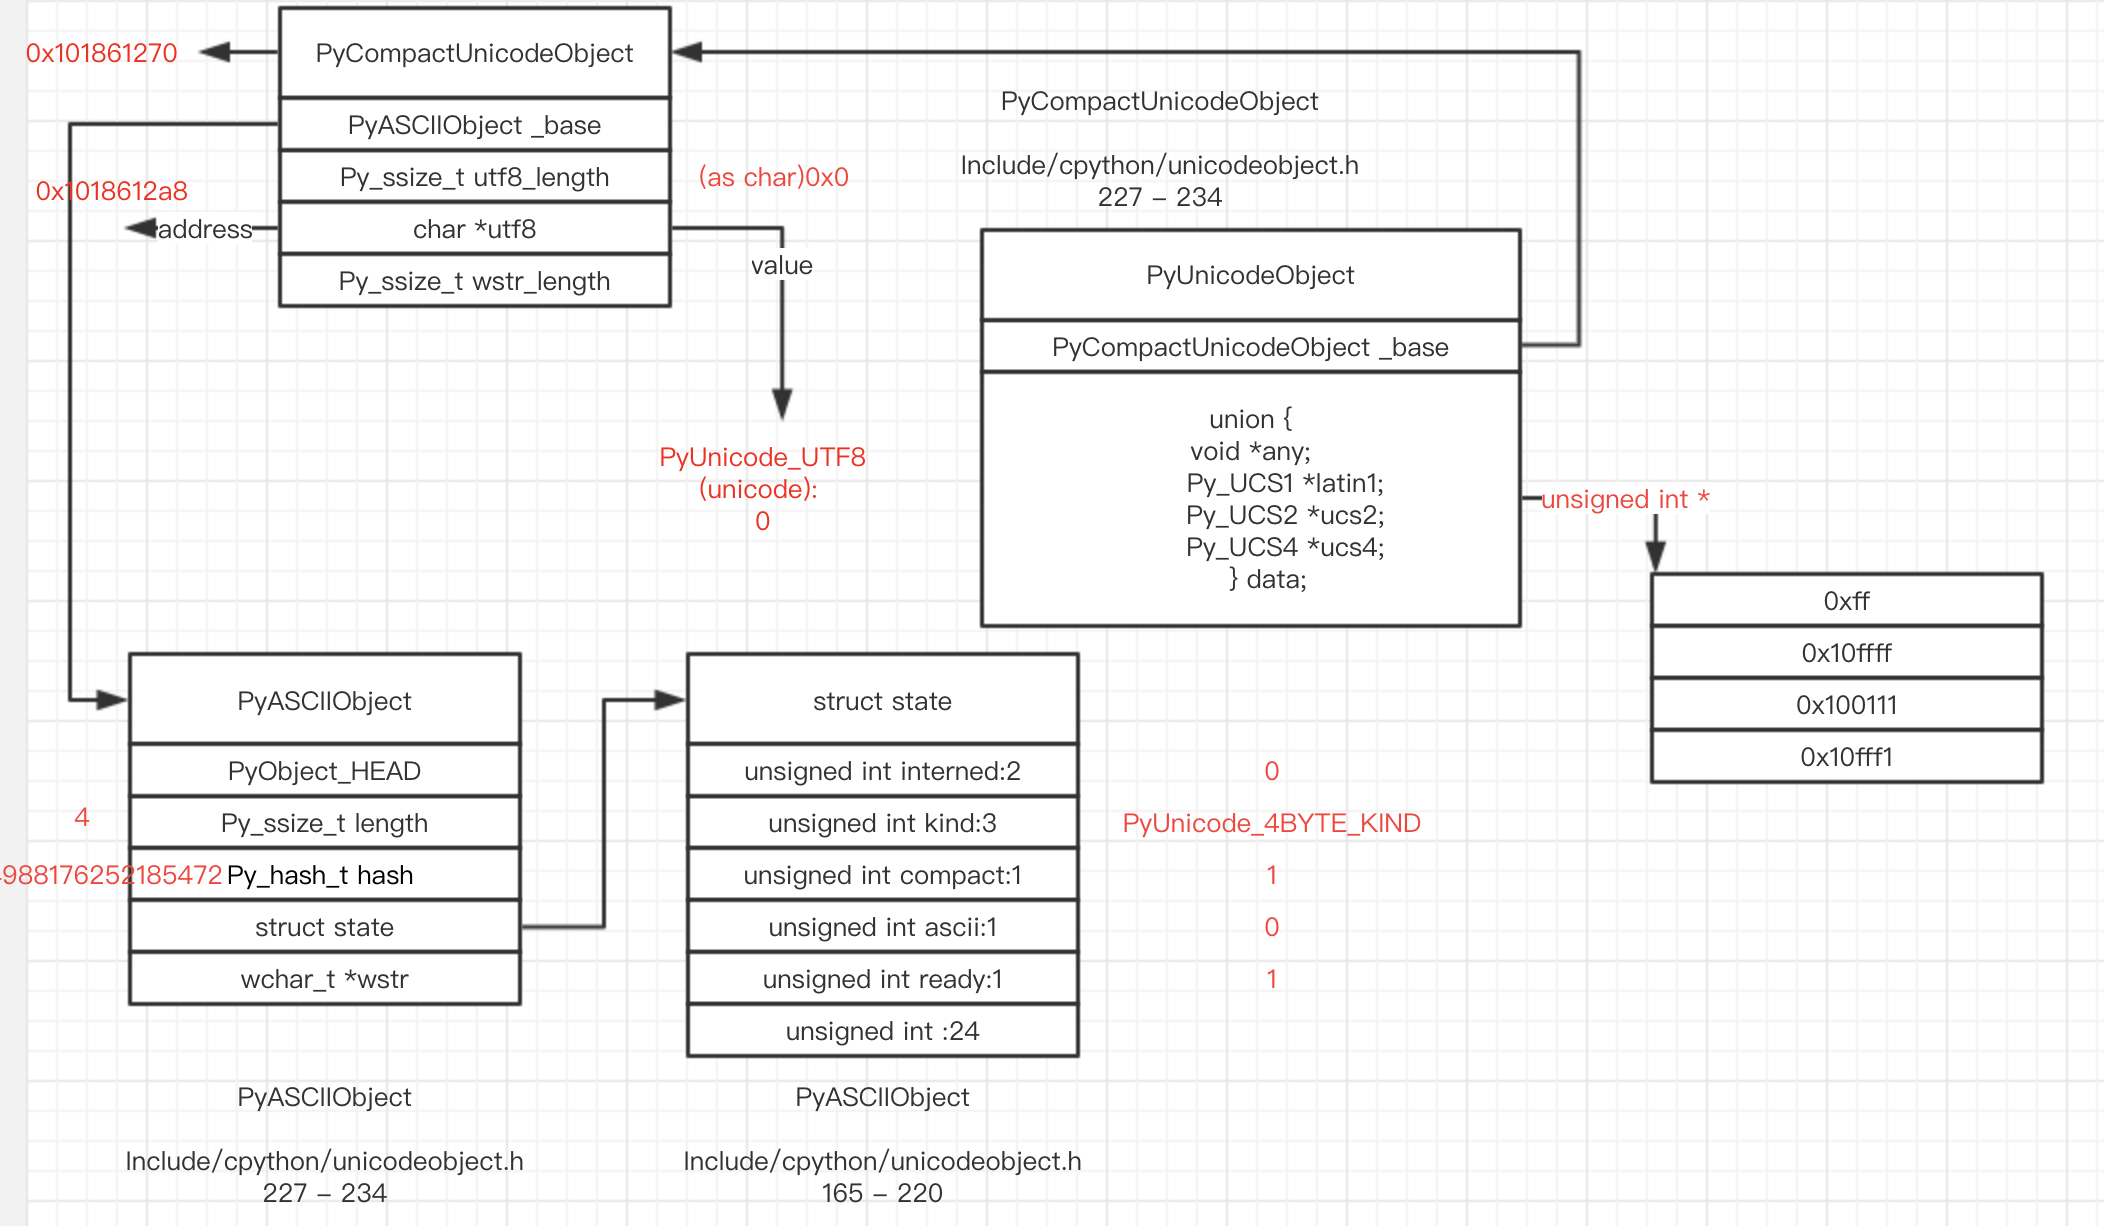 0x101861270
PyCompactUnicodeObject
PyASCIIObject _base
Py_ssize_t utf8_length
(as char)0x0
0x1018612a8
address
char *utf8
value
Py_ssize_t wstr_length
PyUnicode_UTF8
(unicode):
0
PyCompactUnicodeObject
Include/cpython/unicodeobject.h
227 – 234
PyUnicodeObject
PyCompactUnicodeObject _base
union {
void *any;
Py_UCS1 *latin1;
Py_UCS2 *ucs2;
Py_UCS4 *ucs4;
} data;
unsigned int *
0xff
0x10ffff
0x100111
0x10fff1
PyASCIIObject
PyObject_HEAD
4
Py_ssize_t length
988176252185472
Py_hash_t hash
struct state
wchar_t *wstr
PyASCIIObject
Include/cpython/unicodeobject.h
227 – 234
struct state
unsigned int interned:2
0
unsigned int kind:3
PyUnicode_4BYTE_KIND
unsigned int compact:1
1
unsigned int ascii:1
0
unsigned int ready:1
1
unsigned int :24
PyASCIIObject
Include/cpython/unicodeobject.h
165 – 220